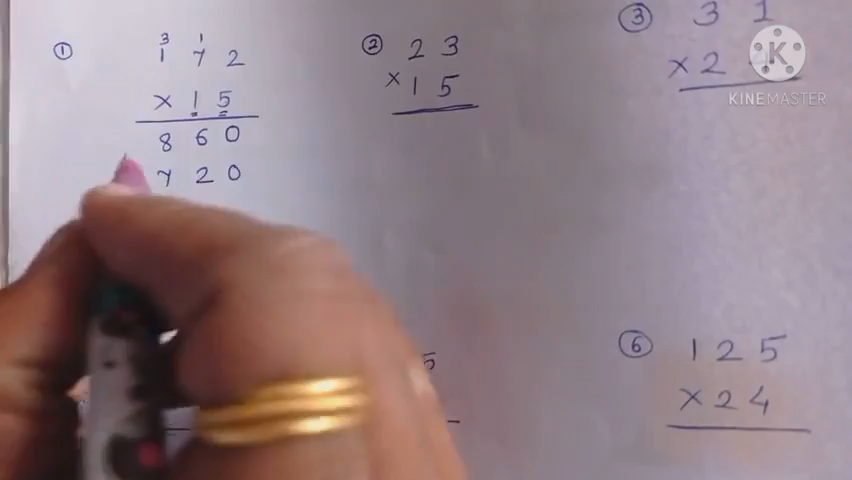 ① 3 1
1 7 2
× 1 5
8 6 0
7 2 0
② 2 3
× 1 5
③ 3 1
× 2
K
KINEMASTER
5
⑥ 1 2 5
× 2 4